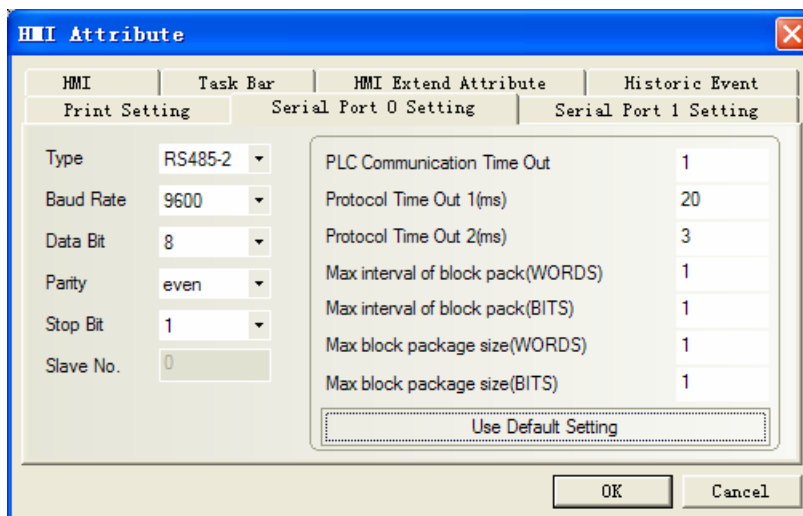 HMI Attribute
HMI Task Bar HMI Extend Attribute Historic Event
Print Setting Serial Port 0 Setting Serial Port 1 Setting
Type RS485-2
Baud Rate 9600
Data Bit 8
Parity even
Stop Bit 1
Slave No. 0
PLC Communication Time Out 1
Protocol Time Out 1(ms) 20
Protocol Time Out 2(ms) 3
Max interval of block pack(WORDS) 1
Max interval of block pack(BITS) 1
Max block package size(WORDS) 1
Max block package size(BITS) 1
Use Default Setting
OK Cancel